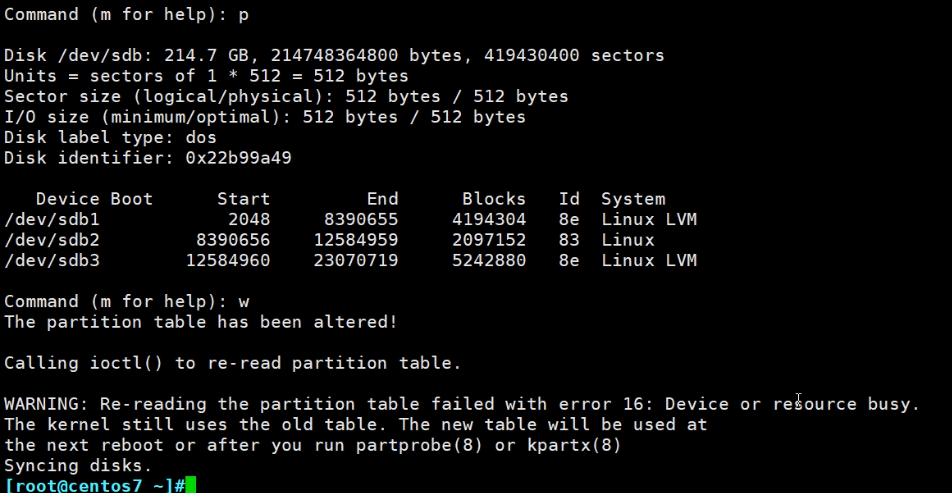 Command (m for help): p
Disk /dev/sdb: 214.7 GB, 214748364800 bytes, 419430400 sectors
Units = sectors of 1 * 512 = 512 bytes
Sector size (logical/physical): 512 bytes / 512 bytes
I/O size (minimum/optimal): 512 bytes / 512 bytes
Disk label type: dos
Disk identifier: 0x22b99a49
Device Boot Start End Blocks Id System
/dev/sdb1 2048 8390655 4194304 8e Linux LVM
/dev/sdb2 8390656 12584959 2097152 83 Linux
/dev/sdb3 12584960 23070719 5242880 8e Linux LVM
Command (m for help): w
The partition table has been altered!
Calling ioctl() to re-read partition table.
WARNING: Re-reading the partition table failed with error 16: Device or resource busy.
The kernel still uses the old table. The new table will be used at
the next reboot or after you run partprobe(8) or kpartx(8)
Syncing disks.
[root@centos7 ~]#